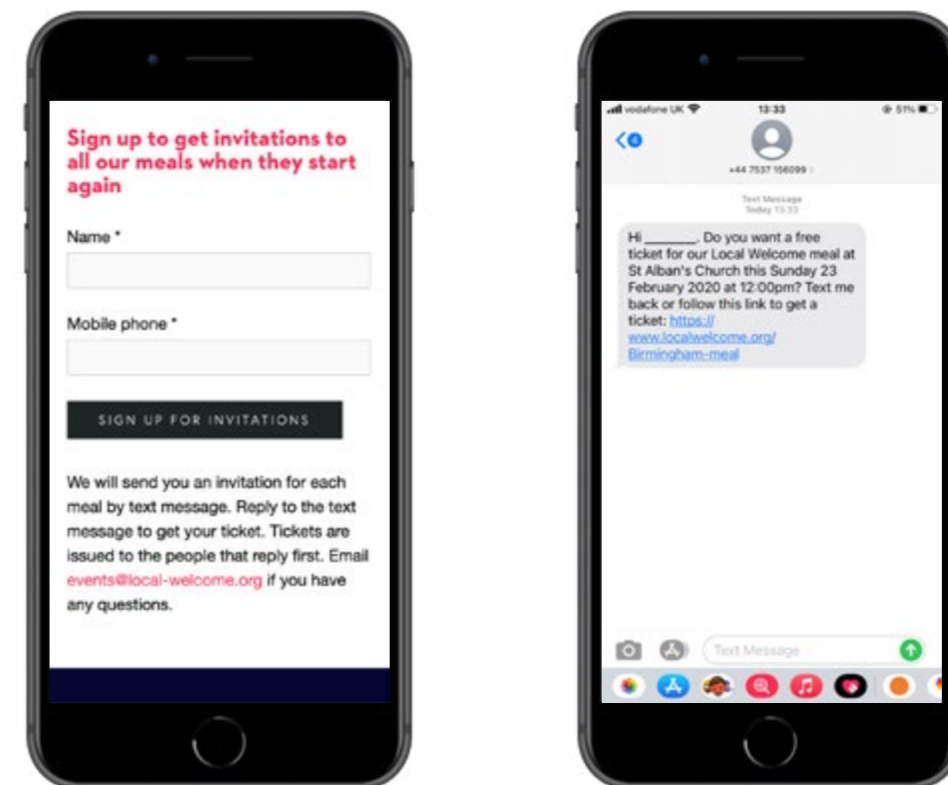 Sign up to get invitations to
all our meals when they start
again
Name *
Mobile phone *
SIGN UP FOR INVITATIONS
We will send you an invitation for each
meal by text message. Reply to the text
message to get your ticket. Tickets are
issued to the people that reply first. Email
events@local-welcome.org if you have
any questions.
vodafone UK 13:33 51%
4
+44 7537 156099
Text Message
Today 13:33
Hi _______. Do you want a free
ticket for our Local Welcome meal at
St Alban's Church this Sunday 23
February 2020 at 12:00pm? Text me
back or follow this link to get a
ticket: https://
www.localwelcome.org/
Birmingham-meal
Text Message